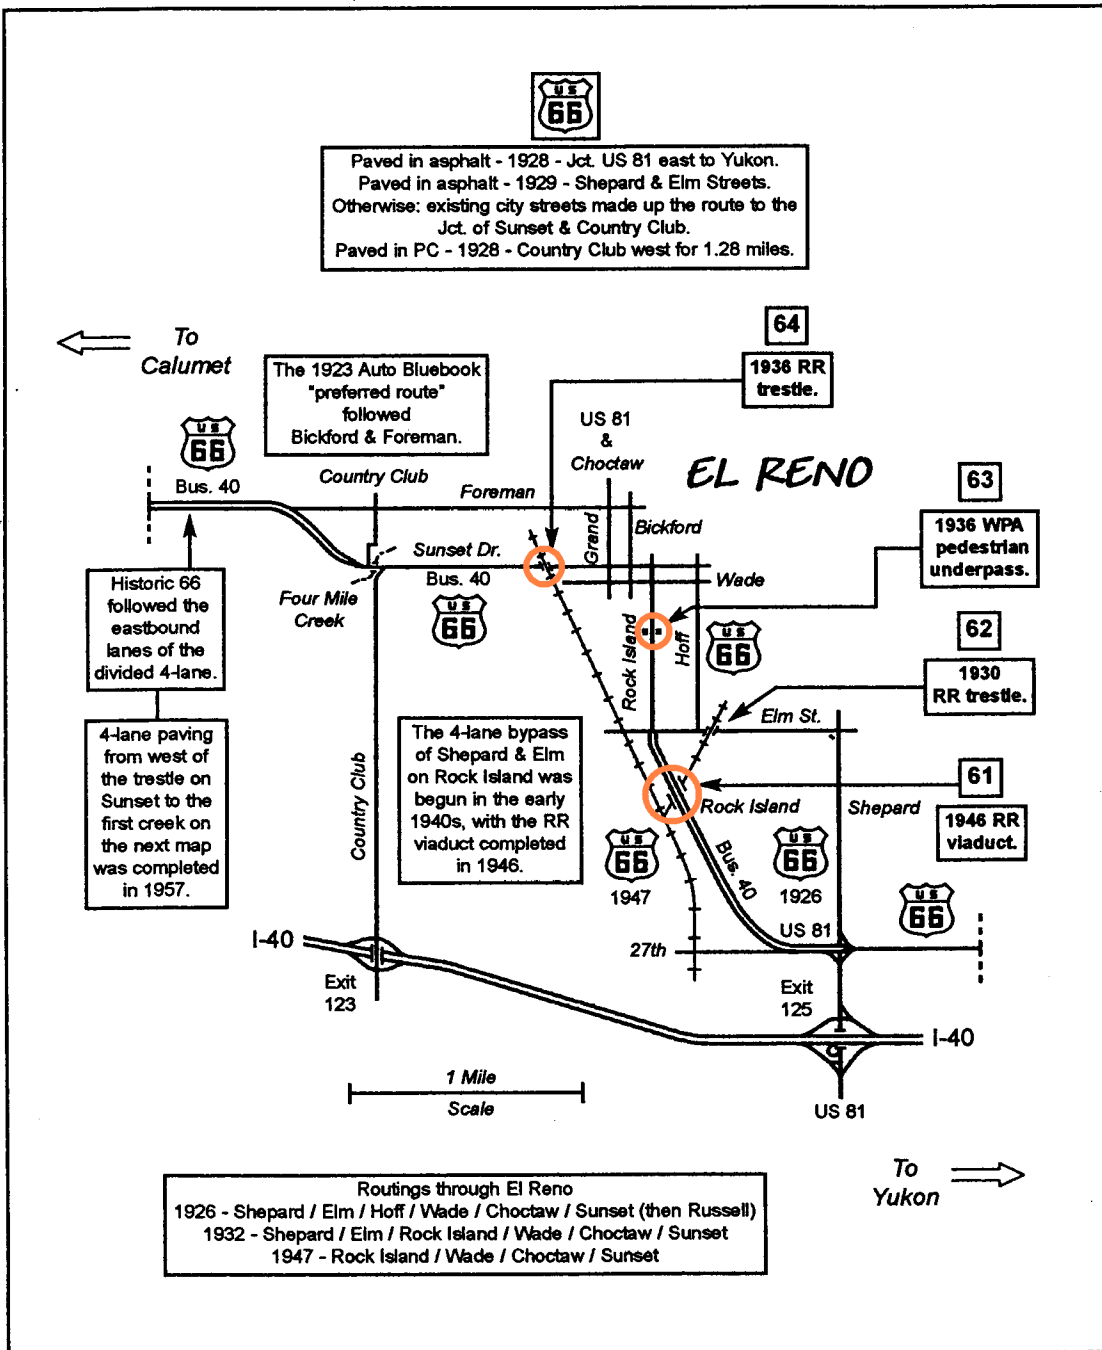 US
66
Paved in asphalt - 1928 - Jct. US 81 east to Yukon.
Paved in asphalt - 1929 - Shepard & Elm Streets.
Otherwise: existing city streets made up the route to the
Jct. of Sunset & Country Club.
Paved in PC - 1928 - Country Club west for 1.28 miles.
To
Calumet
The 1923 Auto Bluebook
"preferred route"
followed
Bickford & Foreman.
64
1936 RR
trestle.
US 81
&
Choctaw
EL RENO
US
66
Bus. 40
Country Club
Foreman
Grand
Bickford
63
1936 WPA
pedestrian
underpass.
Sunset Dr.
Bus. 40
Wade
Four Mile
Creek
US
66
Historic 66
followed the
eastbound
lanes of the
divided 4-lane.
Rock Island
Hoff
US
66
62
1930
RR trestle.
Elm St.
4-lane paving
from west of
the trestle on
Sunset to the
first creek on
the next map
was completed
in 1957.
Country Club
The 4-lane bypass
of Shepard & Elm
on Rock Island was
begun in the early
1940s, with the RR
viaduct completed
in 1946.
61
1946 RR
viaduct.
Rock Island
Shepard
US
66
1947
Bus. 40
US
66
1926
US
66
US 81
27th
I-40
Exit
123
Exit
125
I-40
1 Mile
Scale
US 81
To
Yukon
Routings through El Reno
1926 - Shepard / Elm / Hoff / Wade / Choctaw / Sunset (then Russell)
1932 - Shepard / Elm / Rock Island / Wade / Choctaw / Sunset
1947 - Rock Island / Wade / Choctaw / Sunset